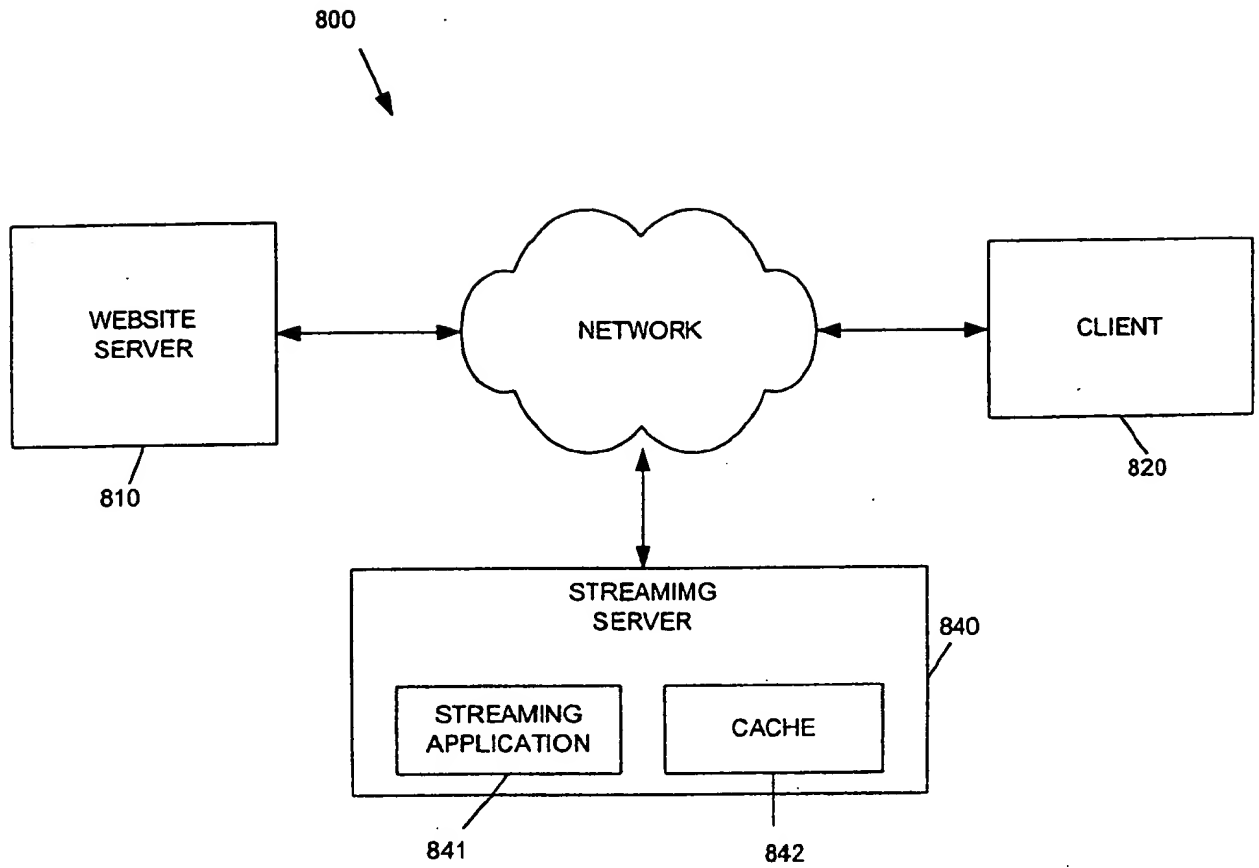 800
WEBSITE
SERVER
NETWORK
CLIENT
810
820
STREAMIMG
SERVER
840
STREAMING
APPLICATION
CACHE
841
842